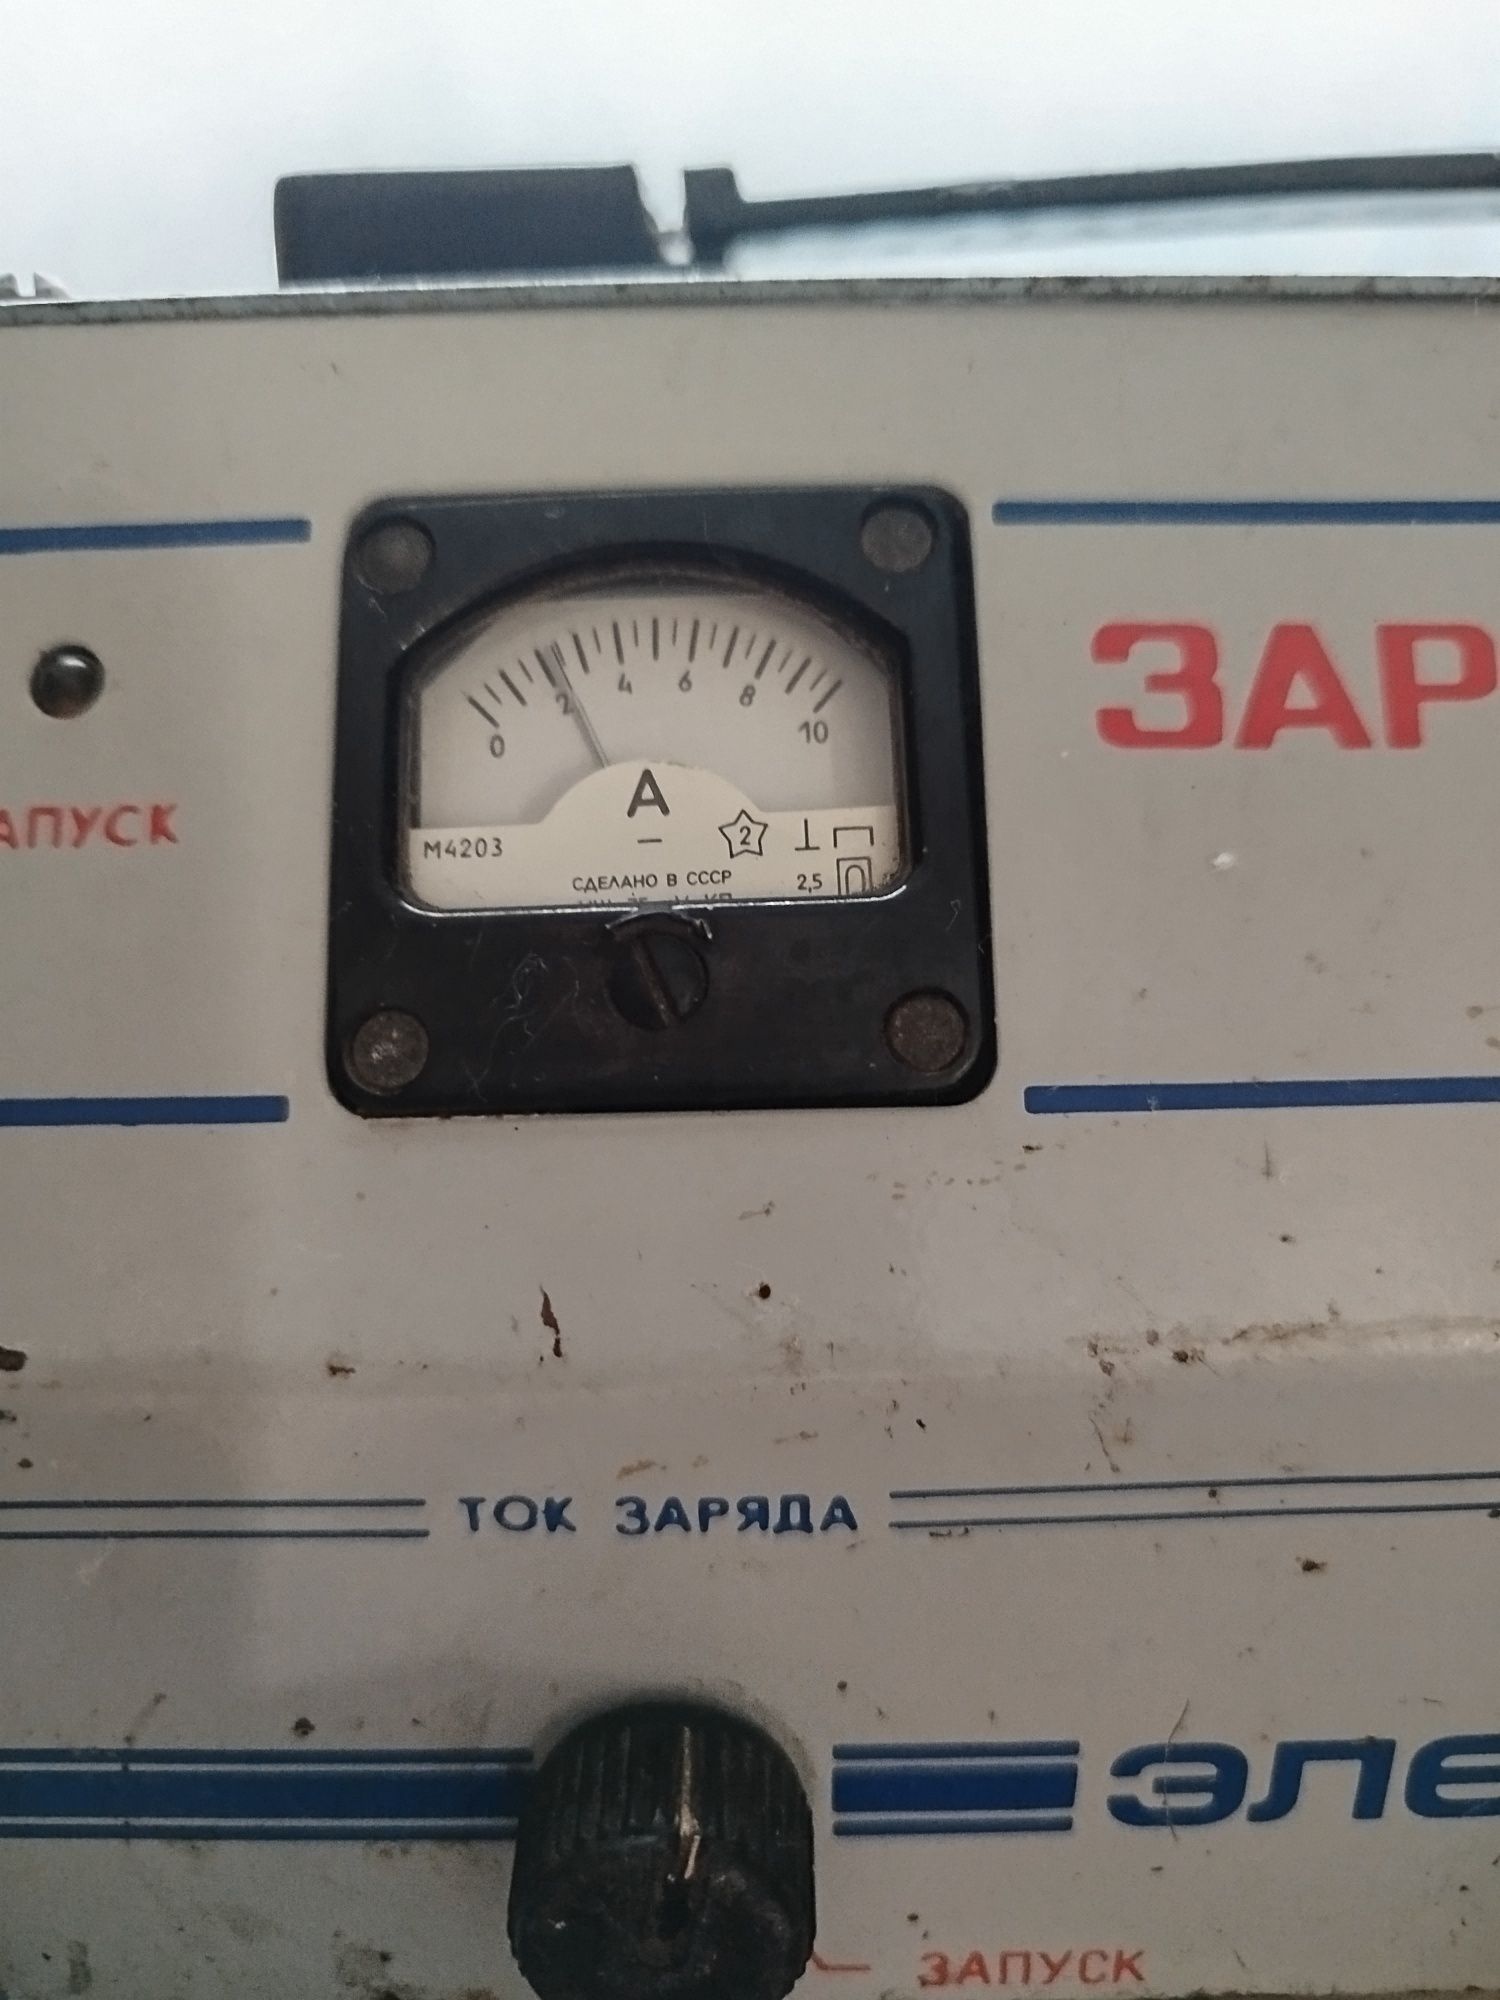 ЗАР
0 2 4 6 8 10
А
АПУСК
М4203
2
СДЕЛАНО В СССР
2,5
ТОК ЗАРЯДА
ЭЛЕ
ЗАПУСК